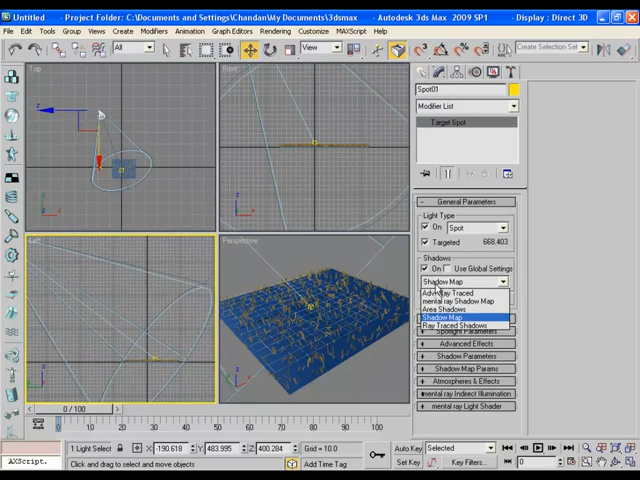 Untitled - Project Folder: C:\Documents and Settings\Chandan\My Documents\3dsmax - Autodesk 3ds Max 2009 SP1 - Display : Direct 3D
File Edit Tools Group Views Create Modifiers Animation Graph Editors Rendering Customize MAXScript Help
All
View
Create Selection Set
Top
Front
Left
Perspective
Spot01
Modifier List
Target Spot
General Parameters
Light Type
On Spot
Targeted 668.403
Shadows
On Use Global Settings
Shadow Map
Adv. Ray Traced
mental ray Shadow Map
Area Shadows
Shadow Map
Ray Traced Shadows
Spotlight Parameters
Advanced Effects
Shadow Parameters
Shadow Map Params
Atmospheres & Effects
mental ray Indirect Illumination
mental ray Light Shader
0 / 100
0 10 20 30 40 50 60 70 80 90 100
1 Light Select
X: -190.618 Y: 483.995 Z: 400.284 Grid = 10.0
Auto Key Selected
AXScript.
Click and drag to select and move objects
Add Time Tag
Set Key
Key Filters...
0